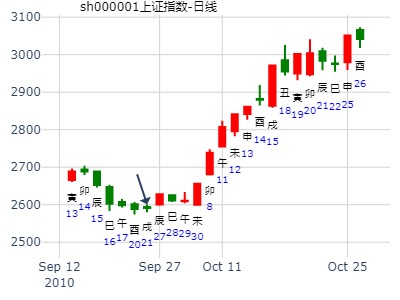 sh000001上证指数-日线
3100
3000
2900
2800
2700
2600
2500
寅
13
卯
14
辰
15
巳
16
午
17
酉
20
戌
21
辰
27
巳
28
午
29
未
30
卯
8
午
11
未
12
申
13
酉
14
戌
15
丑
18
寅
19
卯
20
辰
21
巳
22
申
25
酉
26
Sep 12
2010
Sep 27
Oct 11
Oct 25